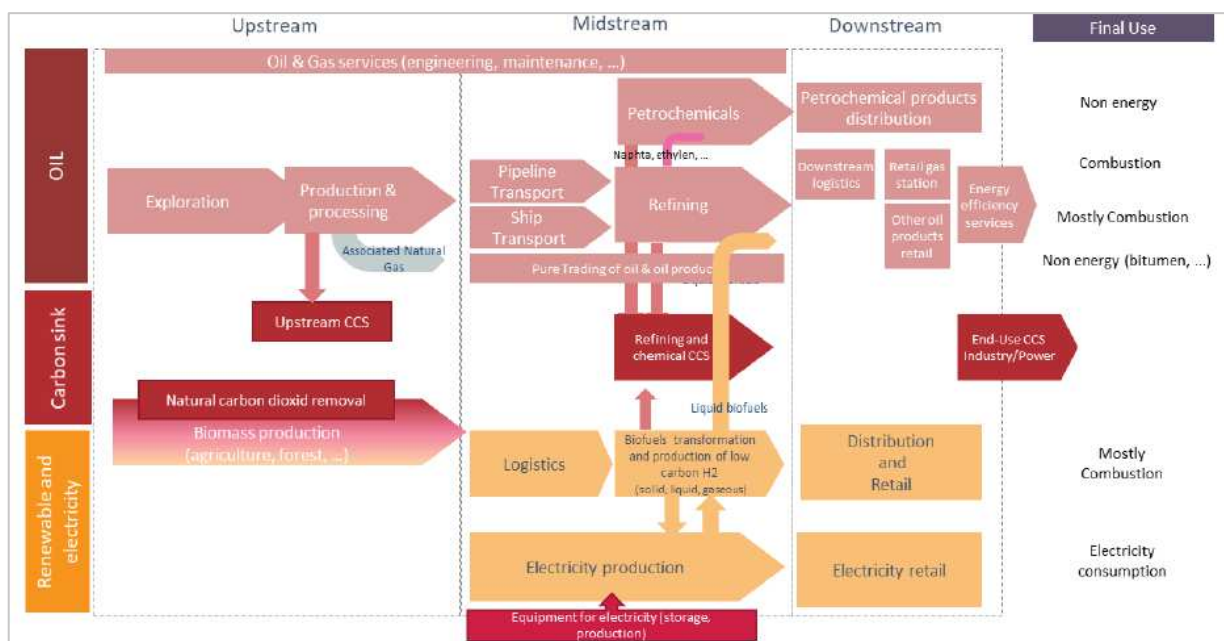 Upstream
Midstream
Downstream
Final Use
OIL
Oil & Gas services (engineering, maintenance, ...)
Petrochemicals
Petrochemical products
distribution
Non energy
Naphta, ethylen, ...
Exploration
Production &
processing
Pipeline
Transport
Ship
Transport
Refining
Downstream
logistics
Retail gas
station
Other oil
products
retail
Energy
efficiency
services
Combustion
Mostly Combustion
Non energy (bitumen, ...)
Associated Natural
Gas
Pure Trading of oil & oil produc
Carbon sink
Upstream CCS
Refining and
chemical CCS
End-Use CCS
Industry/Power
Natural carbon dioxid removal
Biomass production
(agriculture, forest, ...)
Liquid biofuels
Renewable and
electricity
Logistics
Biofuels transformation
and production of low
carbon H2
(solid, liquid, gaseous)
Distribution
and
Retail
Mostly
Combustion
Electricity production
Electricity retail
Electricity
consumption
Equipment for electricity (storage,
production)